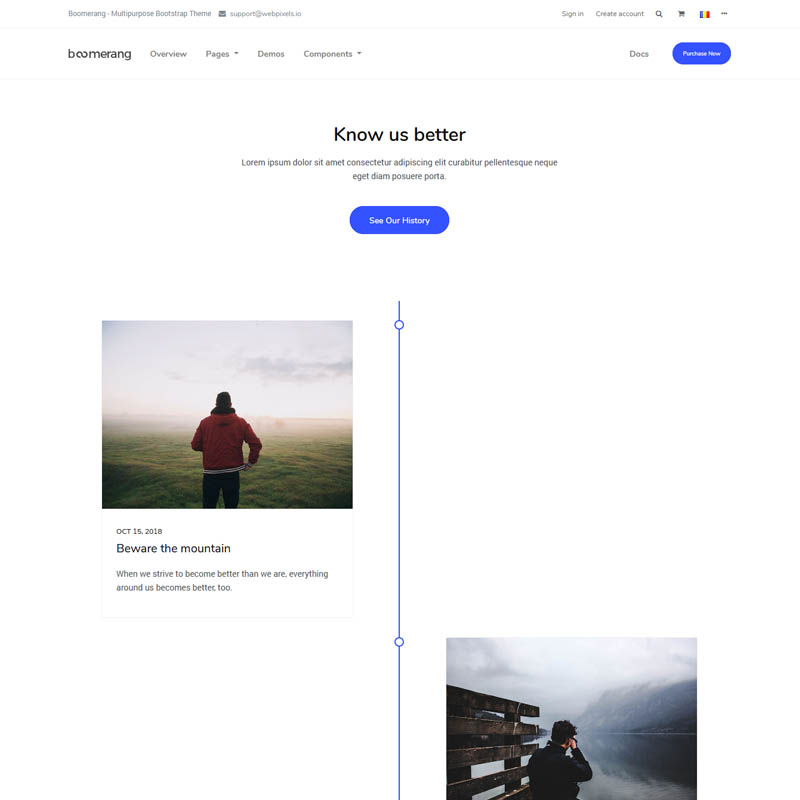 Boomerang - Multipurpose Bootstrap Theme support@webpixels.io Sign in Create account
boomerang Overview Pages Demos Components Docs Purchase Now
Know us better
Lorem ipsum dolor sit amet consectetur adipiscing elit curabitur pellentesque neque
eget diam posuere porta.
See Our History
OCT 15, 2018
Beware the mountain
When we strive to become better than we are, everything
around us becomes better, too.